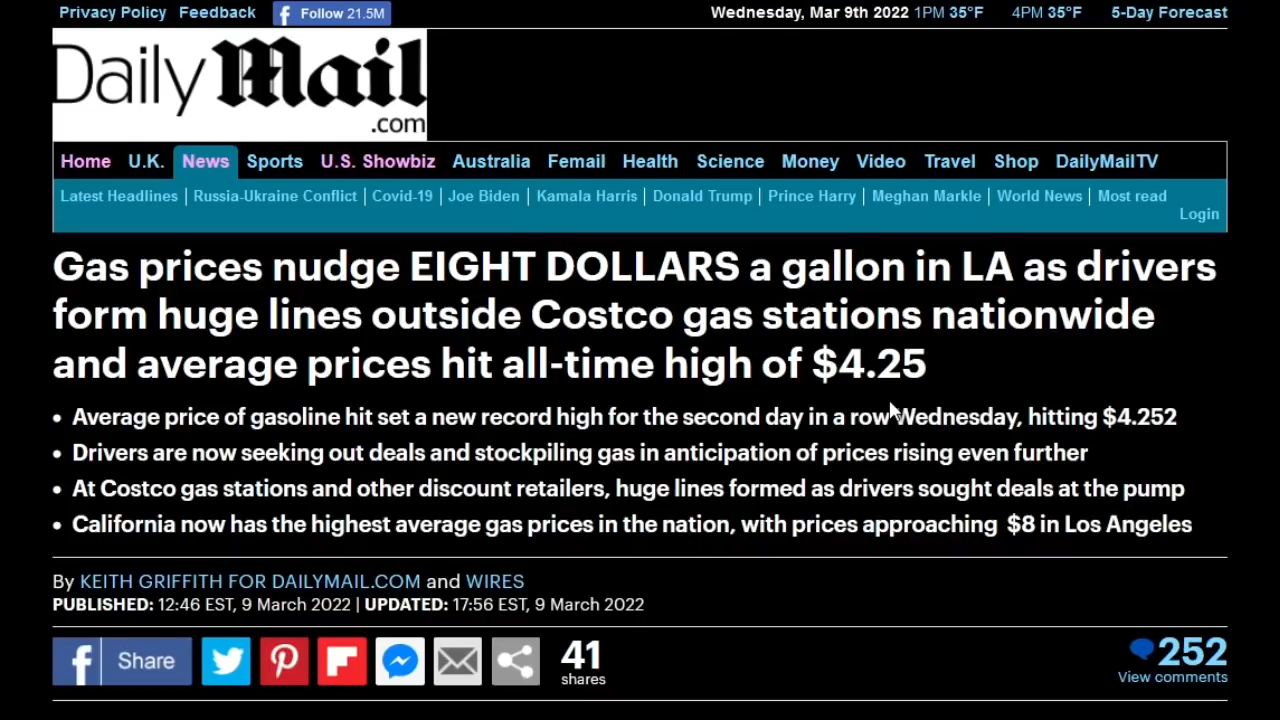 Privacy Policy Feedback Follow 21.5M Wednesday, Mar 9th 2022 1PM 35°F 4PM 35°F 5-Day Forecast
Daily Mail
.com
Home U.K. News Sports U.S. Showbiz Australia Femail Health Science Money Video Travel Shop DailyMailTV
Latest Headlines | Russia-Ukraine Conflict | Covid-19 | Joe Biden | Kamala Harris | Donald Trump | Prince Harry | Meghan Markle | World News | Most read
Login
Gas prices nudge EIGHT DOLLARS a gallon in LA as drivers
form huge lines outside Costco gas stations nationwide
and average prices hit all-time high of $4.25
• Average price of gasoline hit set a new record high for the second day in a row Wednesday, hitting $4.252
• Drivers are now seeking out deals and stockpiling gas in anticipation of prices rising even further
• At Costco gas stations and other discount retailers, huge lines formed as drivers sought deals at the pump
• California now has the highest average gas prices in the nation, with prices approaching $8 in Los Angeles
By KEITH GRIFFITH FOR DAILYMAIL.COM and WIRES
PUBLISHED: 12:46 EST, 9 March 2022 | UPDATED: 17:56 EST, 9 March 2022
Share 41 252
shares View comments